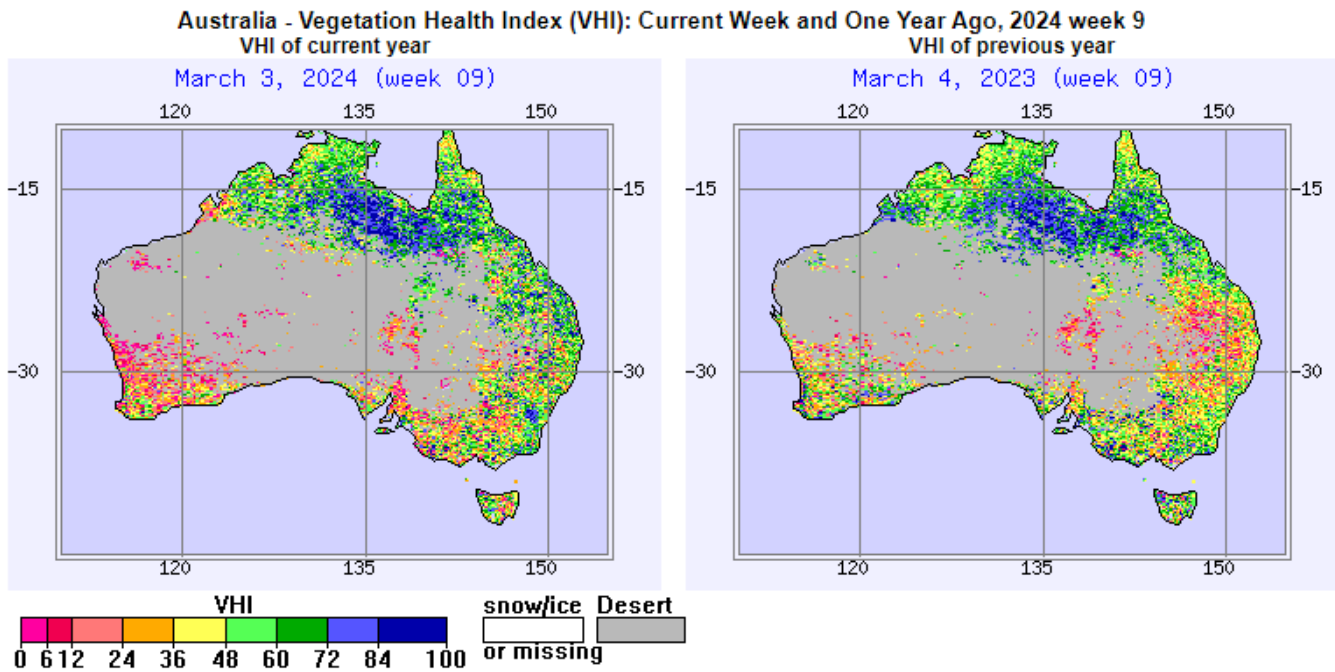 Australia - Vegetation Health Index (VHI): Current Week and One Year Ago, 2024 week 9
VHI of current year
VHI of previous year
March 3, 2024 (week 09)
March 4, 2023 (week 09)
120 135 150
120 135 150
-15 -15 -15
-30 -30 -30
120 135 150
120 135 150
VHI
snow/ice Desert
or missing
0 6 12 24 36 48 60 72 84 100